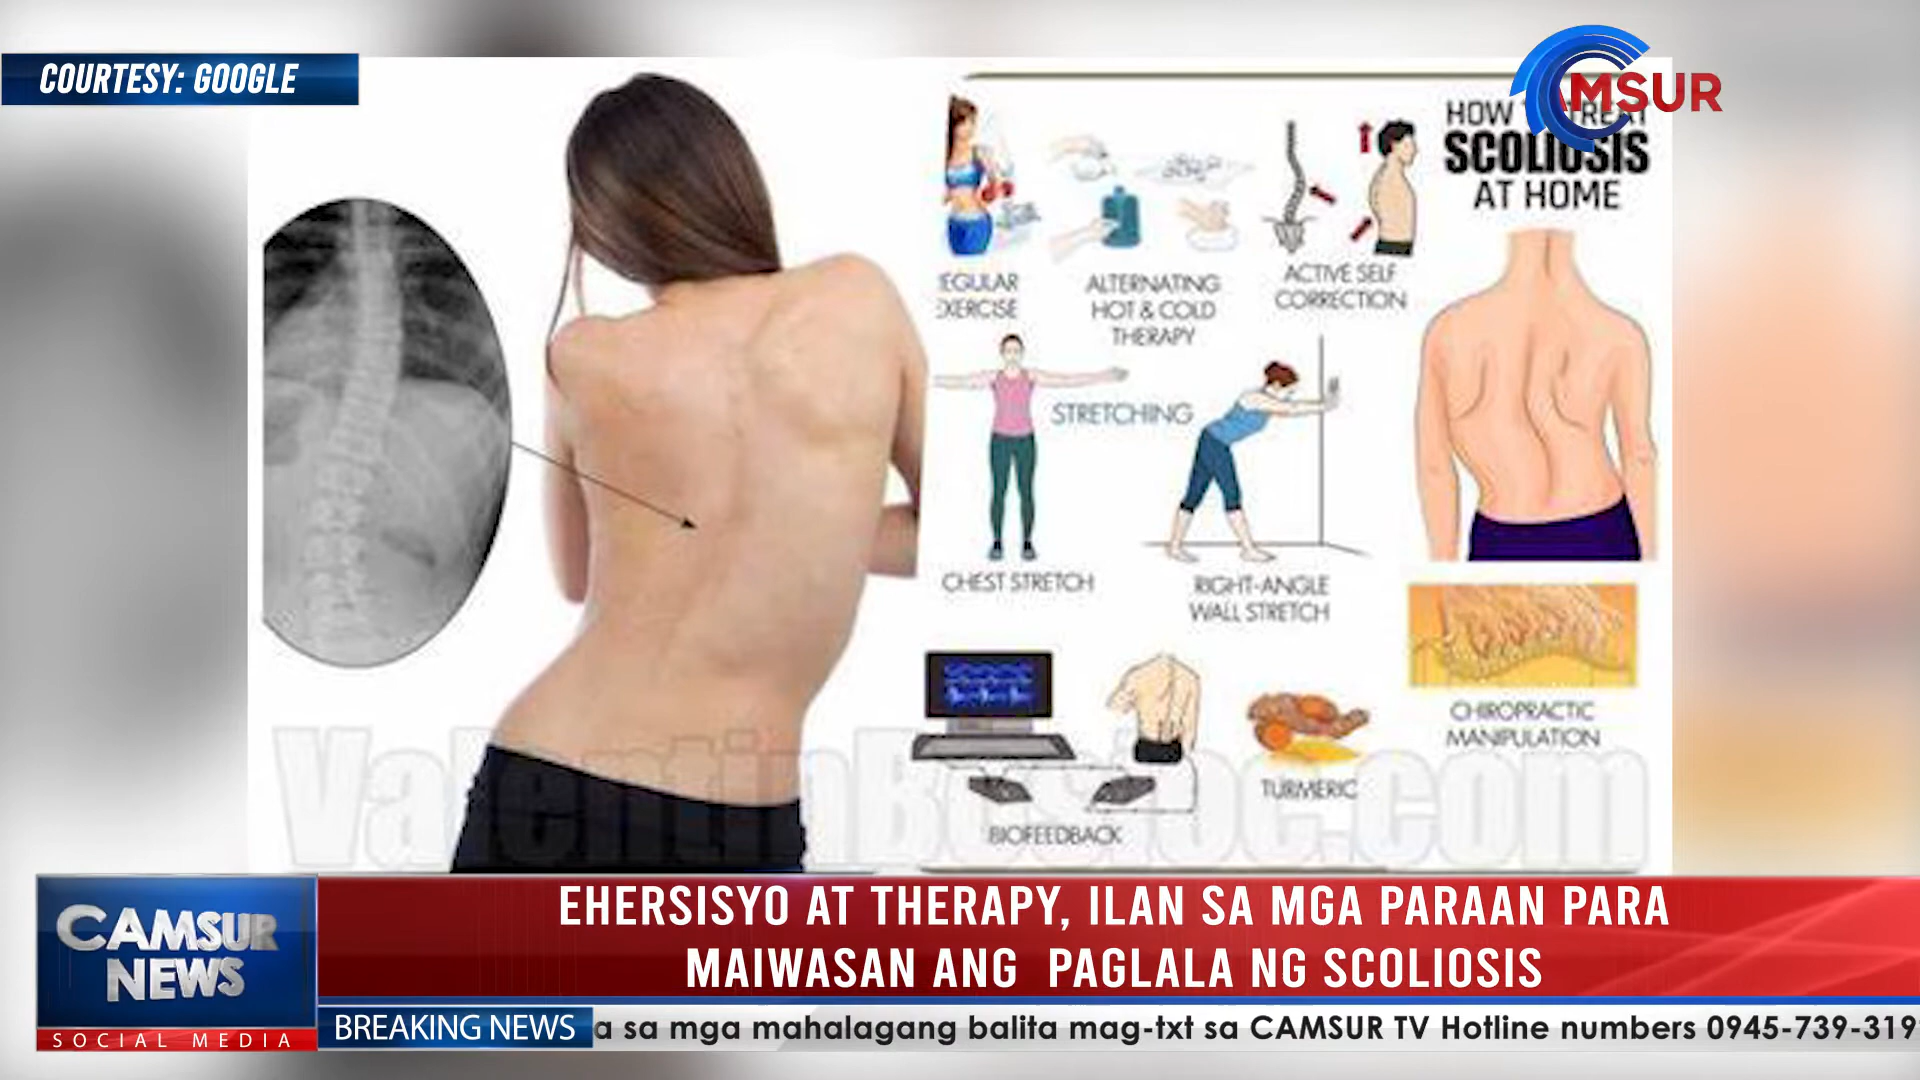 COURTESY: GOOGLE
CAMSUR
HOW TO TREAT
SCOLIOSIS
AT HOME
EGULAR
EXERCISE
ALTERNATING
HOT & COLD
THERAPY
ACTIVE SELF
CORRECTION
STRETCHING
CHEST STRETCH
RIGHT-ANGLE
WALL STRETCH
CHIROPRACTIC
MANIPULATION
TURMERIC
BIOFEEDBACK
EHERSISYO AT THERAPY, ILAN SA MGA PARAAN PARA
MAIWASAN ANG PAGLALA NG SCOLIOSIS
CAMSUR
NEWS
SOCIAL MEDIA
BREAKING NEWS
a sa mga mahalagang balita mag-txt sa CAMSUR TV Hotline numbers 0945-739-319